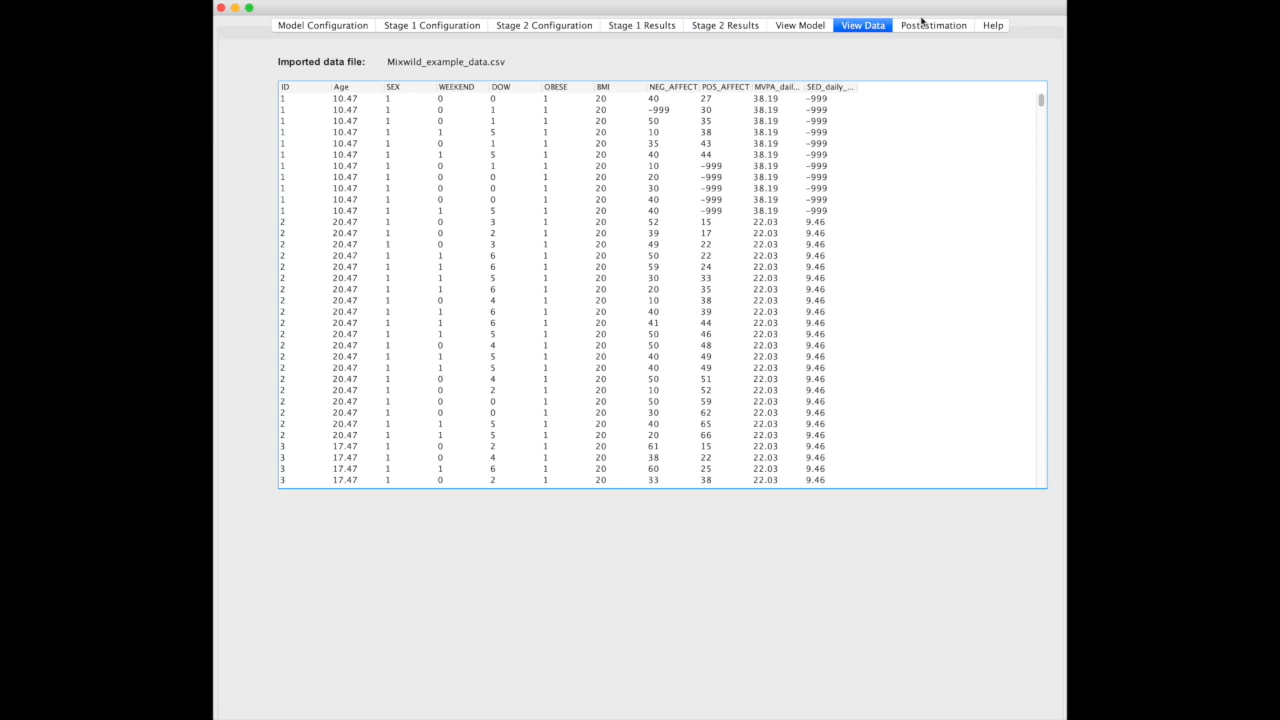 Model Configuration Stage 1 Configuration Stage 2 Configuration Stage 1 Results Stage 2 Results View Model View Data Postestimation Help
Imported data file: Mixwild_example_data.csv
ID Age SEX WEEKEND DOW OBESE BMI NEG_AFFECT POS_AFFECT MVPA_dail... SED_daily_...
1 10.47 1 0 0 1 20 40 27 38.19 -999
1 10.47 1 0 1 1 20 -999 30 38.19 -999
1 10.47 1 0 1 1 20 50 35 38.19 -999
1 10.47 1 1 5 1 20 10 38 38.19 -999
1 10.47 1 0 1 1 20 35 43 38.19 -999
1 10.47 1 1 5 1 20 40 44 38.19 -999
1 10.47 1 0 1 1 20 10 -999 38.19 -999
1 10.47 1 0 0 1 20 20 -999 38.19 -999
1 10.47 1 0 0 1 20 30 -999 38.19 -999
1 10.47 1 0 0 1 20 40 -999 38.19 -999
1 10.47 1 1 5 1 20 40 -999 38.19 -999
2 20.47 1 0 3 1 20 52 15 22.03 9.46
2 20.47 1 0 2 1 20 39 17 22.03 9.46
2 20.47 1 0 3 1 20 49 22 22.03 9.46
2 20.47 1 1 6 1 20 50 22 22.03 9.46
2 20.47 1 1 6 1 20 59 24 22.03 9.46
2 20.47 1 1 5 1 20 30 33 22.03 9.46
2 20.47 1 1 6 1 20 20 35 22.03 9.46
2 20.47 1 0 4 1 20 10 38 22.03 9.46
2 20.47 1 1 6 1 20 40 39 22.03 9.46
2 20.47 1 1 6 1 20 41 44 22.03 9.46
2 20.47 1 1 5 1 20 50 46 22.03 9.46
2 20.47 1 0 4 1 20 50 48 22.03 9.46
2 20.47 1 1 5 1 20 40 49 22.03 9.46
2 20.47 1 1 5 1 20 40 49 22.03 9.46
2 20.47 1 0 4 1 20 50 51 22.03 9.46
2 20.47 1 0 2 1 20 10 52 22.03 9.46
2 20.47 1 0 0 1 20 50 59 22.03 9.46
2 20.47 1 0 0 1 20 30 62 22.03 9.46
2 20.47 1 1 5 1 20 40 65 22.03 9.46
2 20.47 1 1 5 1 20 20 66 22.03 9.46
3 17.47 1 0 2 1 20 61 15 22.03 9.46
3 17.47 1 0 4 1 20 38 22 22.03 9.46
3 17.47 1 1 6 1 20 60 25 22.03 9.46
3 17.47 1 0 2 1 20 33 38 22.03 9.46